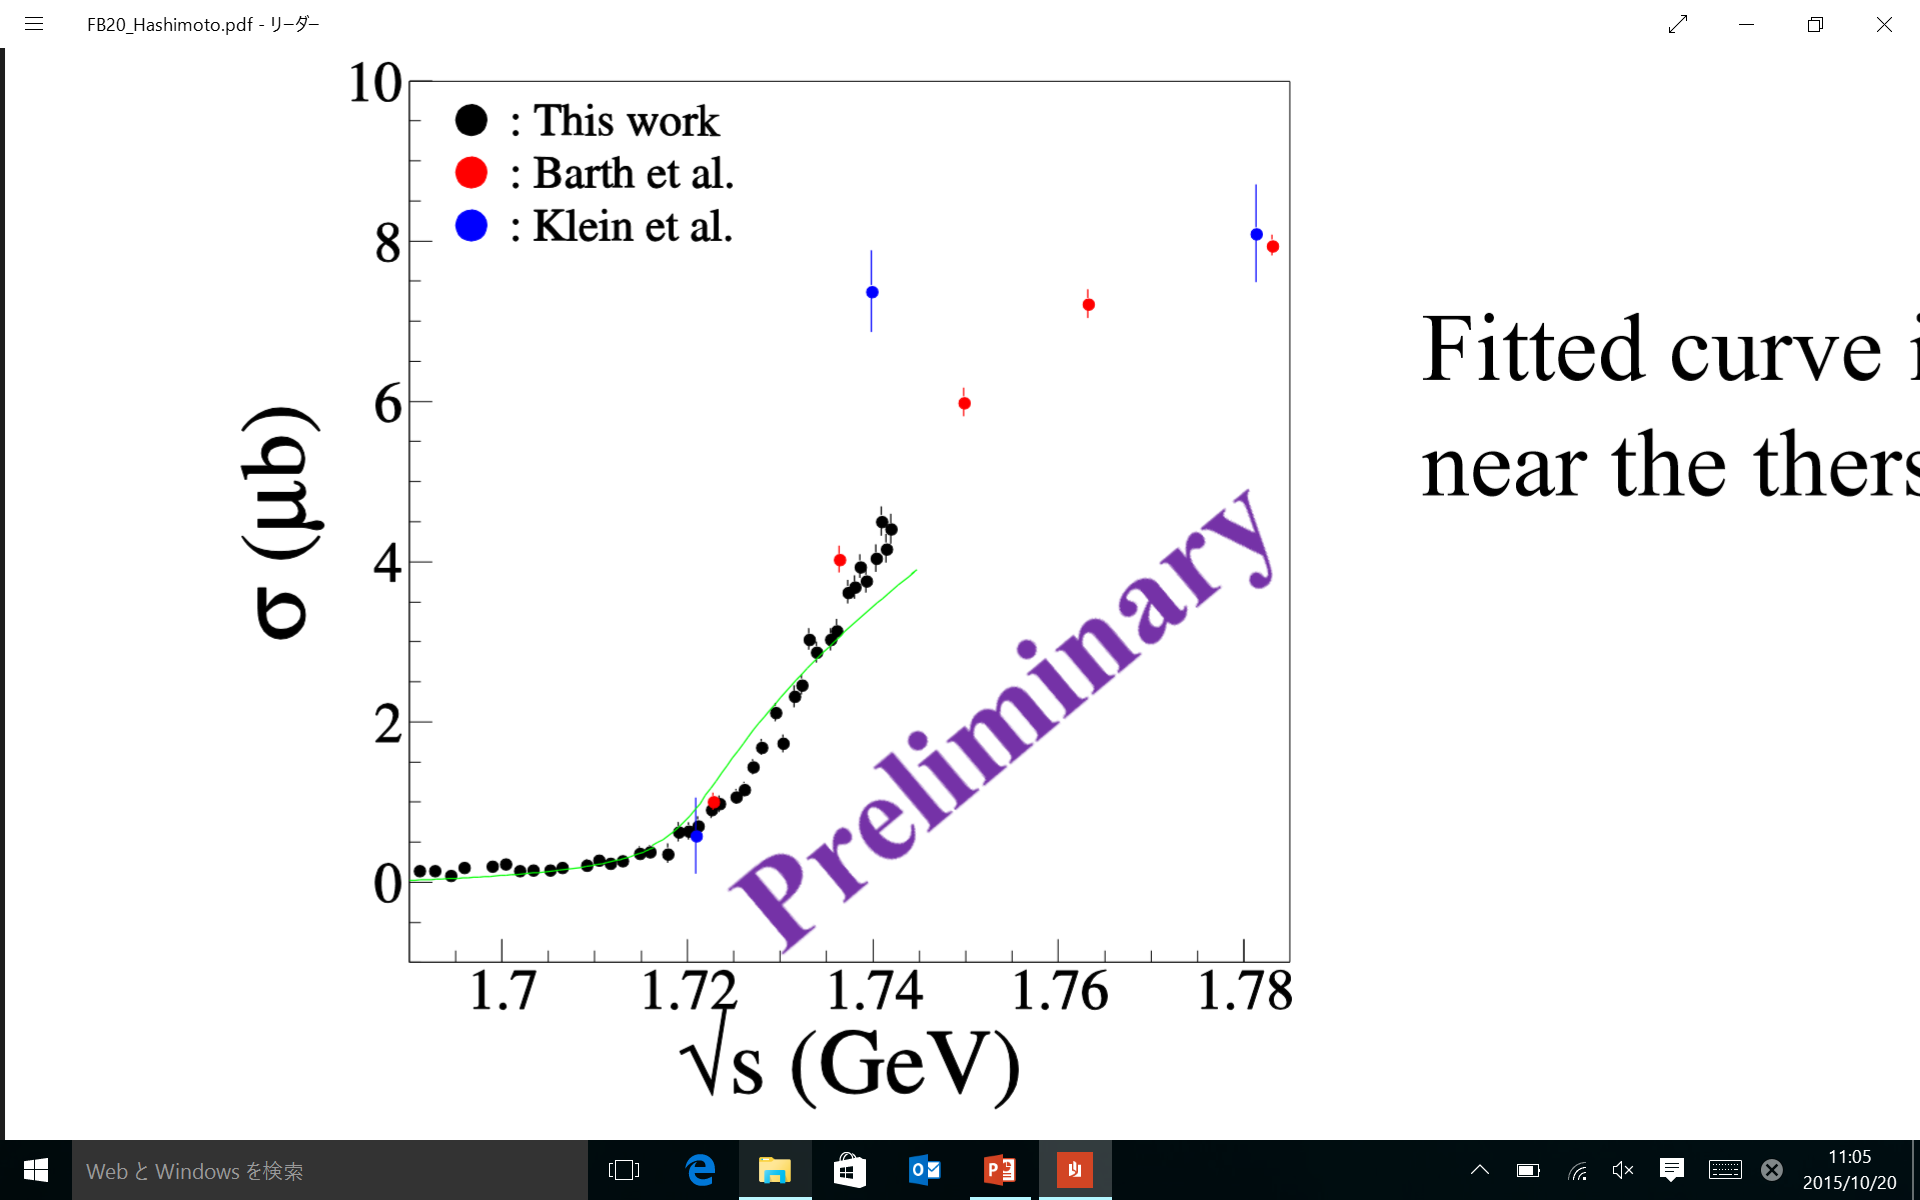 FB20_Hashimoto.pdf - リーダー
10
8
6
4
2
0
: This work
: Barth et al.
: Klein et al.
σ (μb)
Preliminary
1.7 1.72 1.74 1.76 1.78
√s (GeV)
Fitted curve
near the thers
Web と Windows を検索
11:05
2015/10/20